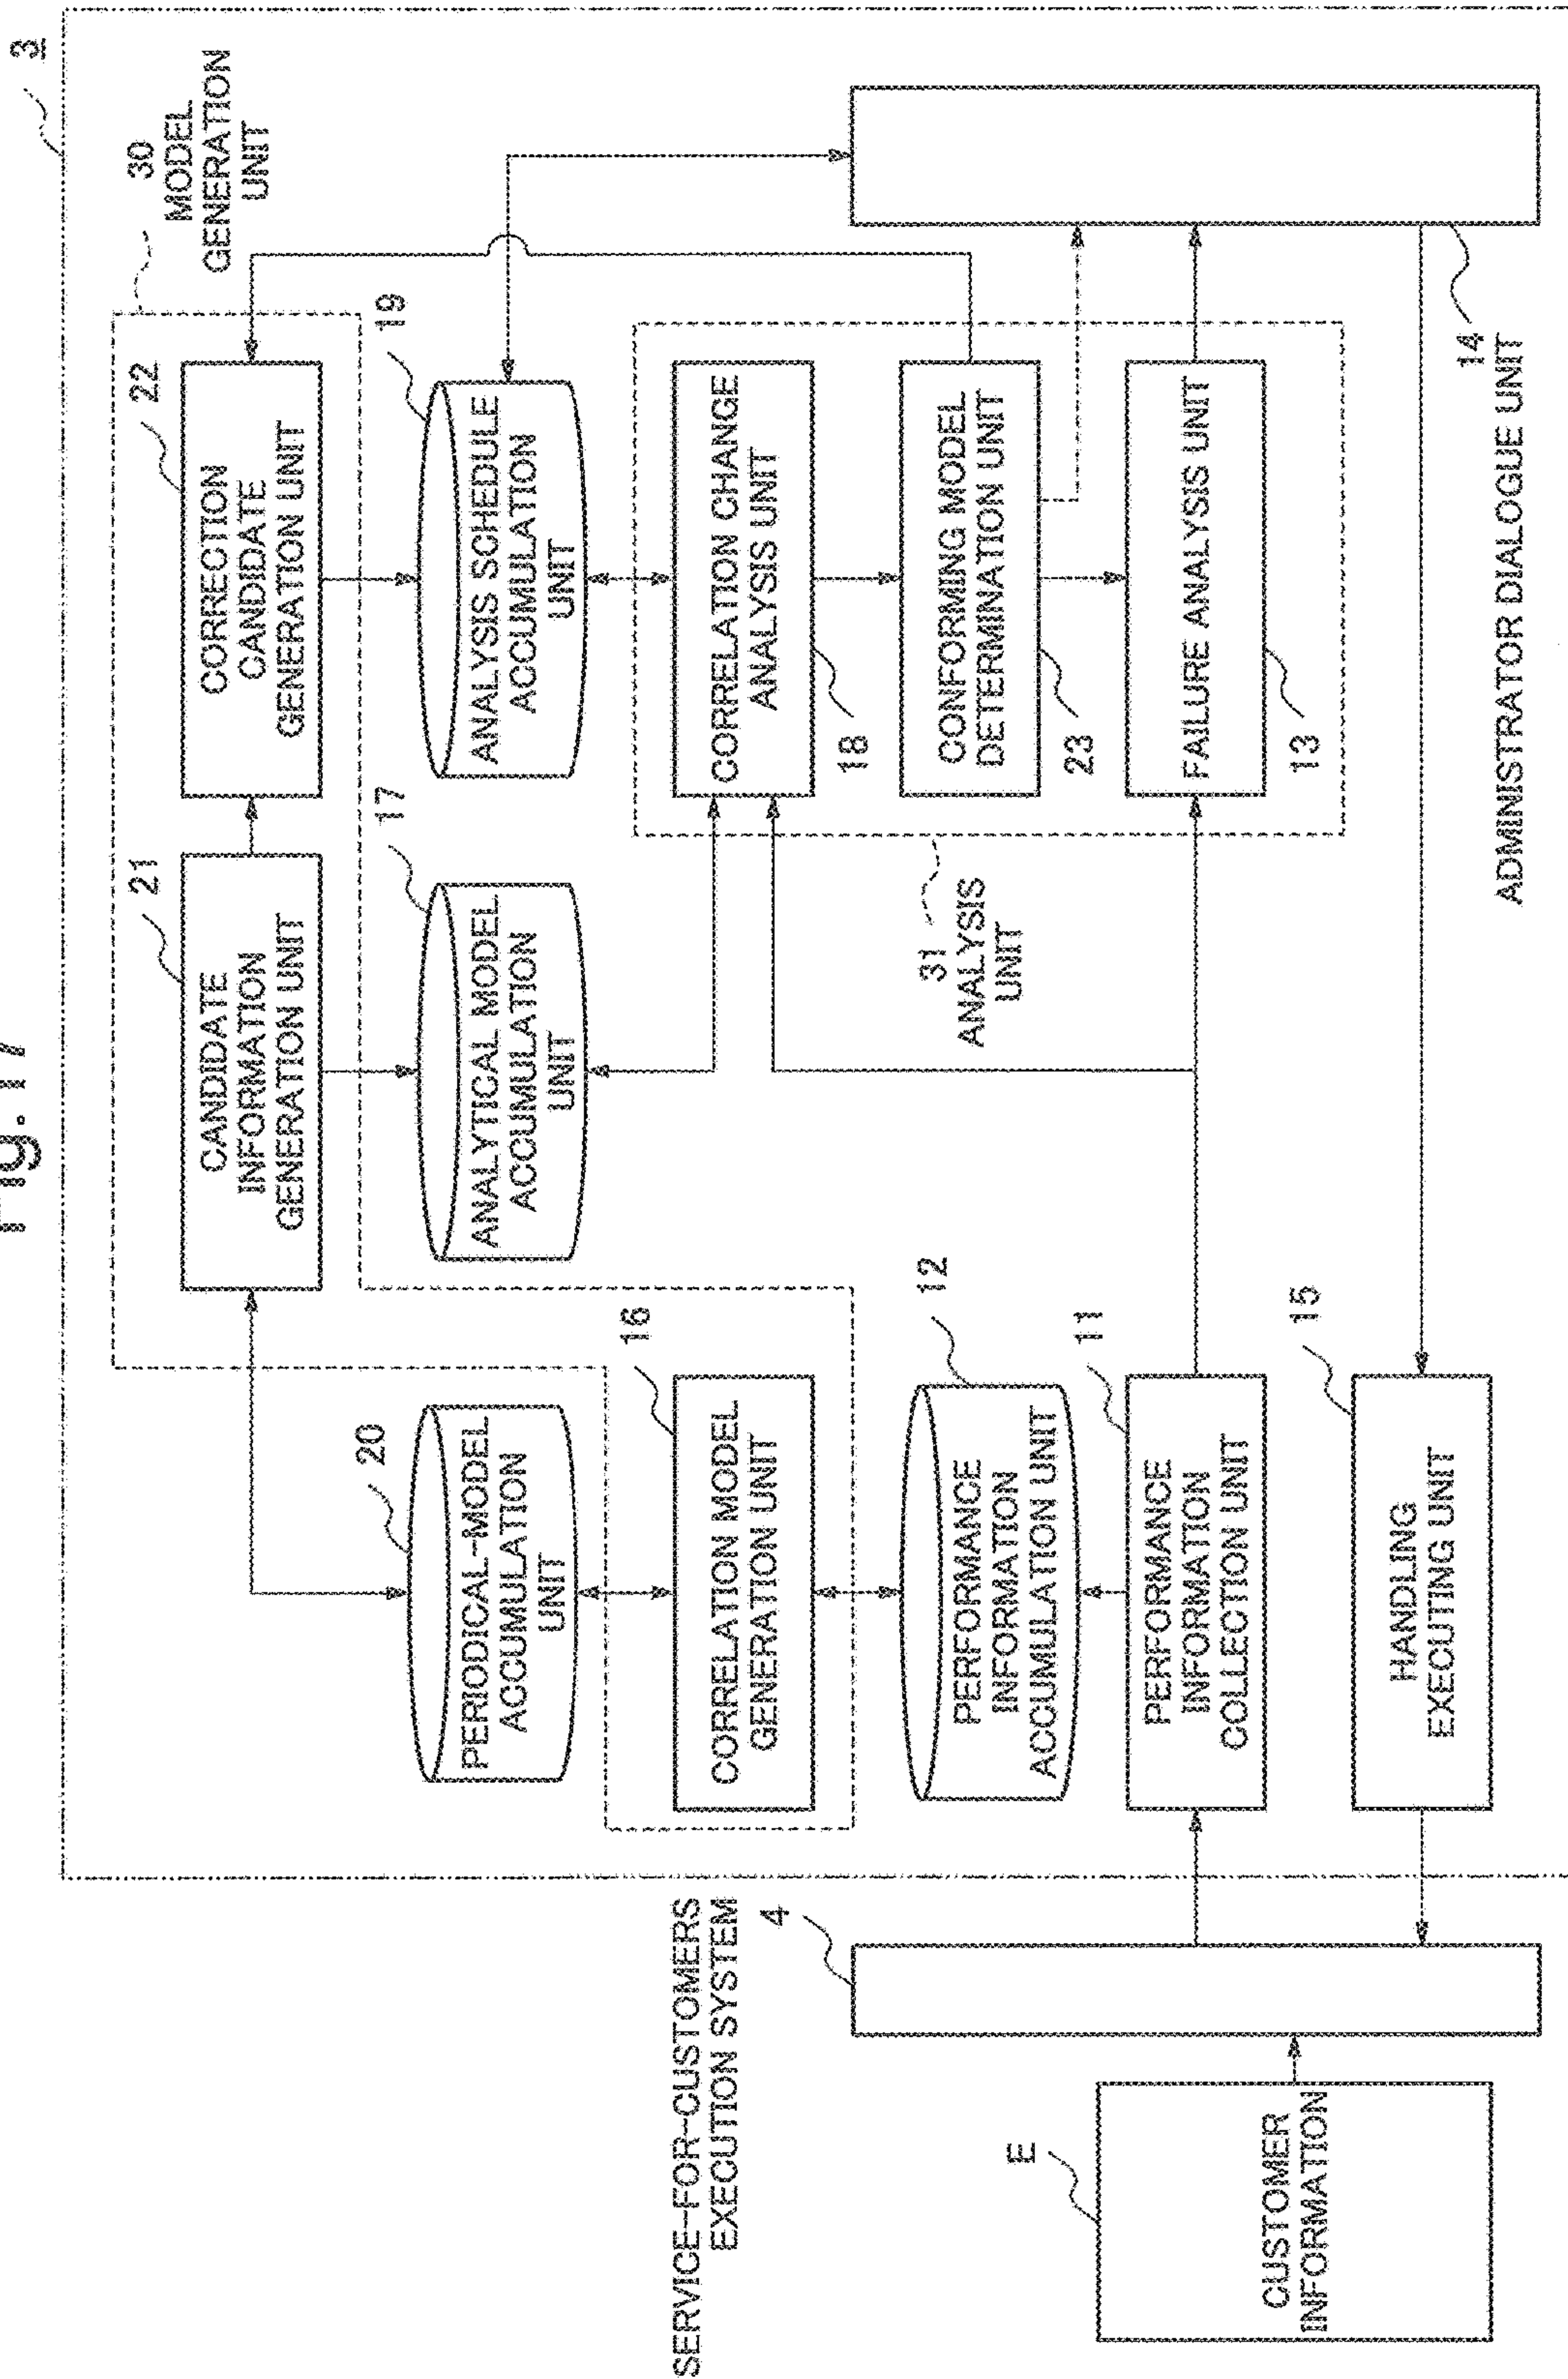 Fig.17
3
30
MODEL
GENERATION
UNIT
21
CANDIDATE
INFORMATION
GENERATION UNIT
22
CORRECTION
CANDIDATE
GENERATION UNIT
20
PERIODICAL-MODEL
ACCUMULATION
UNIT
17
ANALYTICAL MODEL
ACCUMULATION
UNIT
19
ANALYSIS SCHEDULE
ACCUMULATION
UNIT
16
CORRELATION MODEL
GENERATION UNIT
CORRELATION CHANGE
ANALYSIS UNIT
18
SERVICE-FOR-CUSTOMERS
EXECUTION SYSTEM
4
12
PERFORMANCE
INFORMATION
ACCUMULATION UNIT
31
ANALYSIS
UNIT
CONFORMING MODEL
DETERMINATION UNIT
23
E
CUSTOMER
INFORMATION
11
PERFORMANCE
INFORMATION
COLLECTION UNIT
FAILURE ANALYSIS UNIT
13
15
HANDLING
EXECUTING UNIT
14
ADMINISTRATOR DIALOGUE UNIT